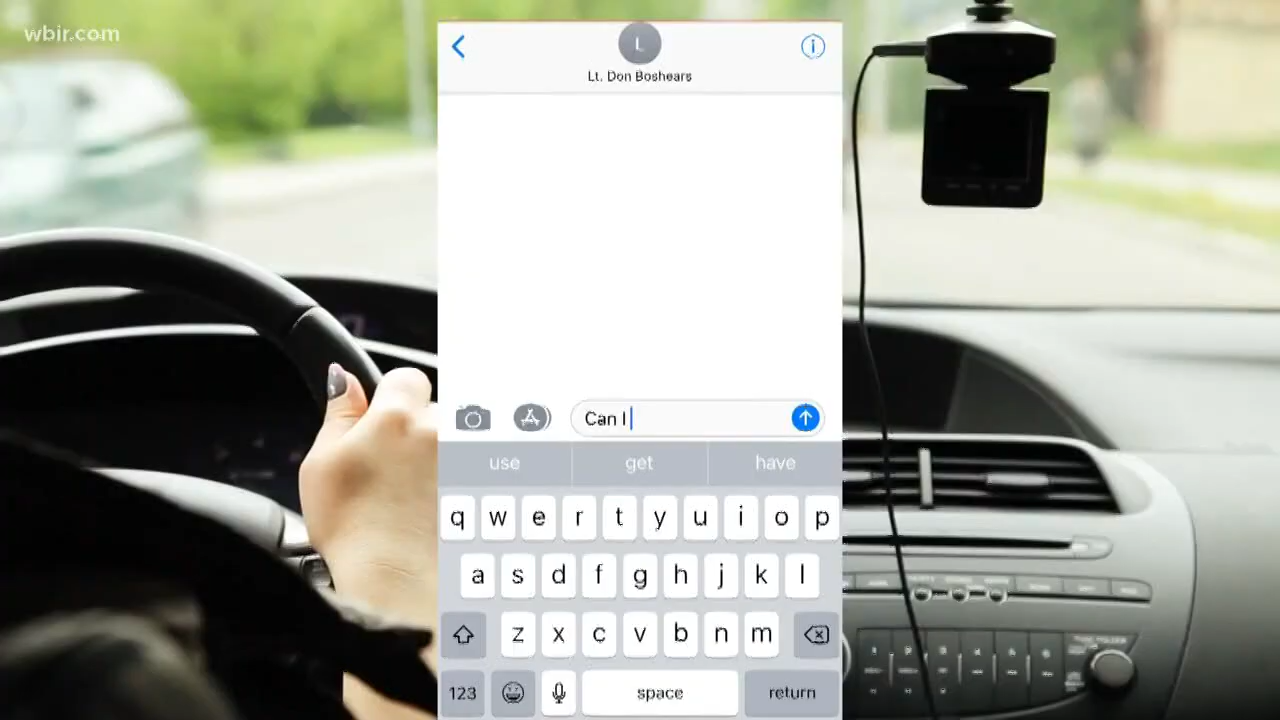 wbir.com
L
Lt. Don Boshears
Can I
use get have
q w e r t y u i o p
a s d f g h j k l
z x c v b n m
123 space return